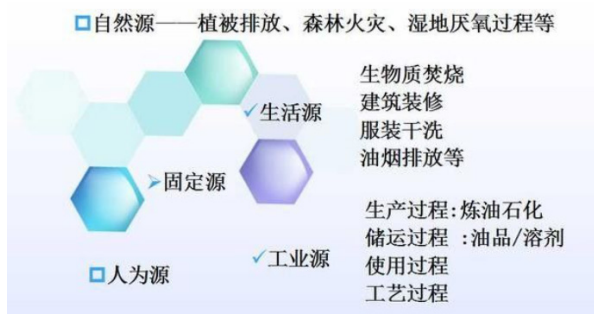 自然源——植被排放、森林火灾、湿地厌氧过程等
生物质焚烧
建筑装修
生活源
服装干洗
油烟排放等
固定源
生产过程:炼油石化
储运过程 :油品/溶剂
工业源
使用过程
人为源
工艺过程